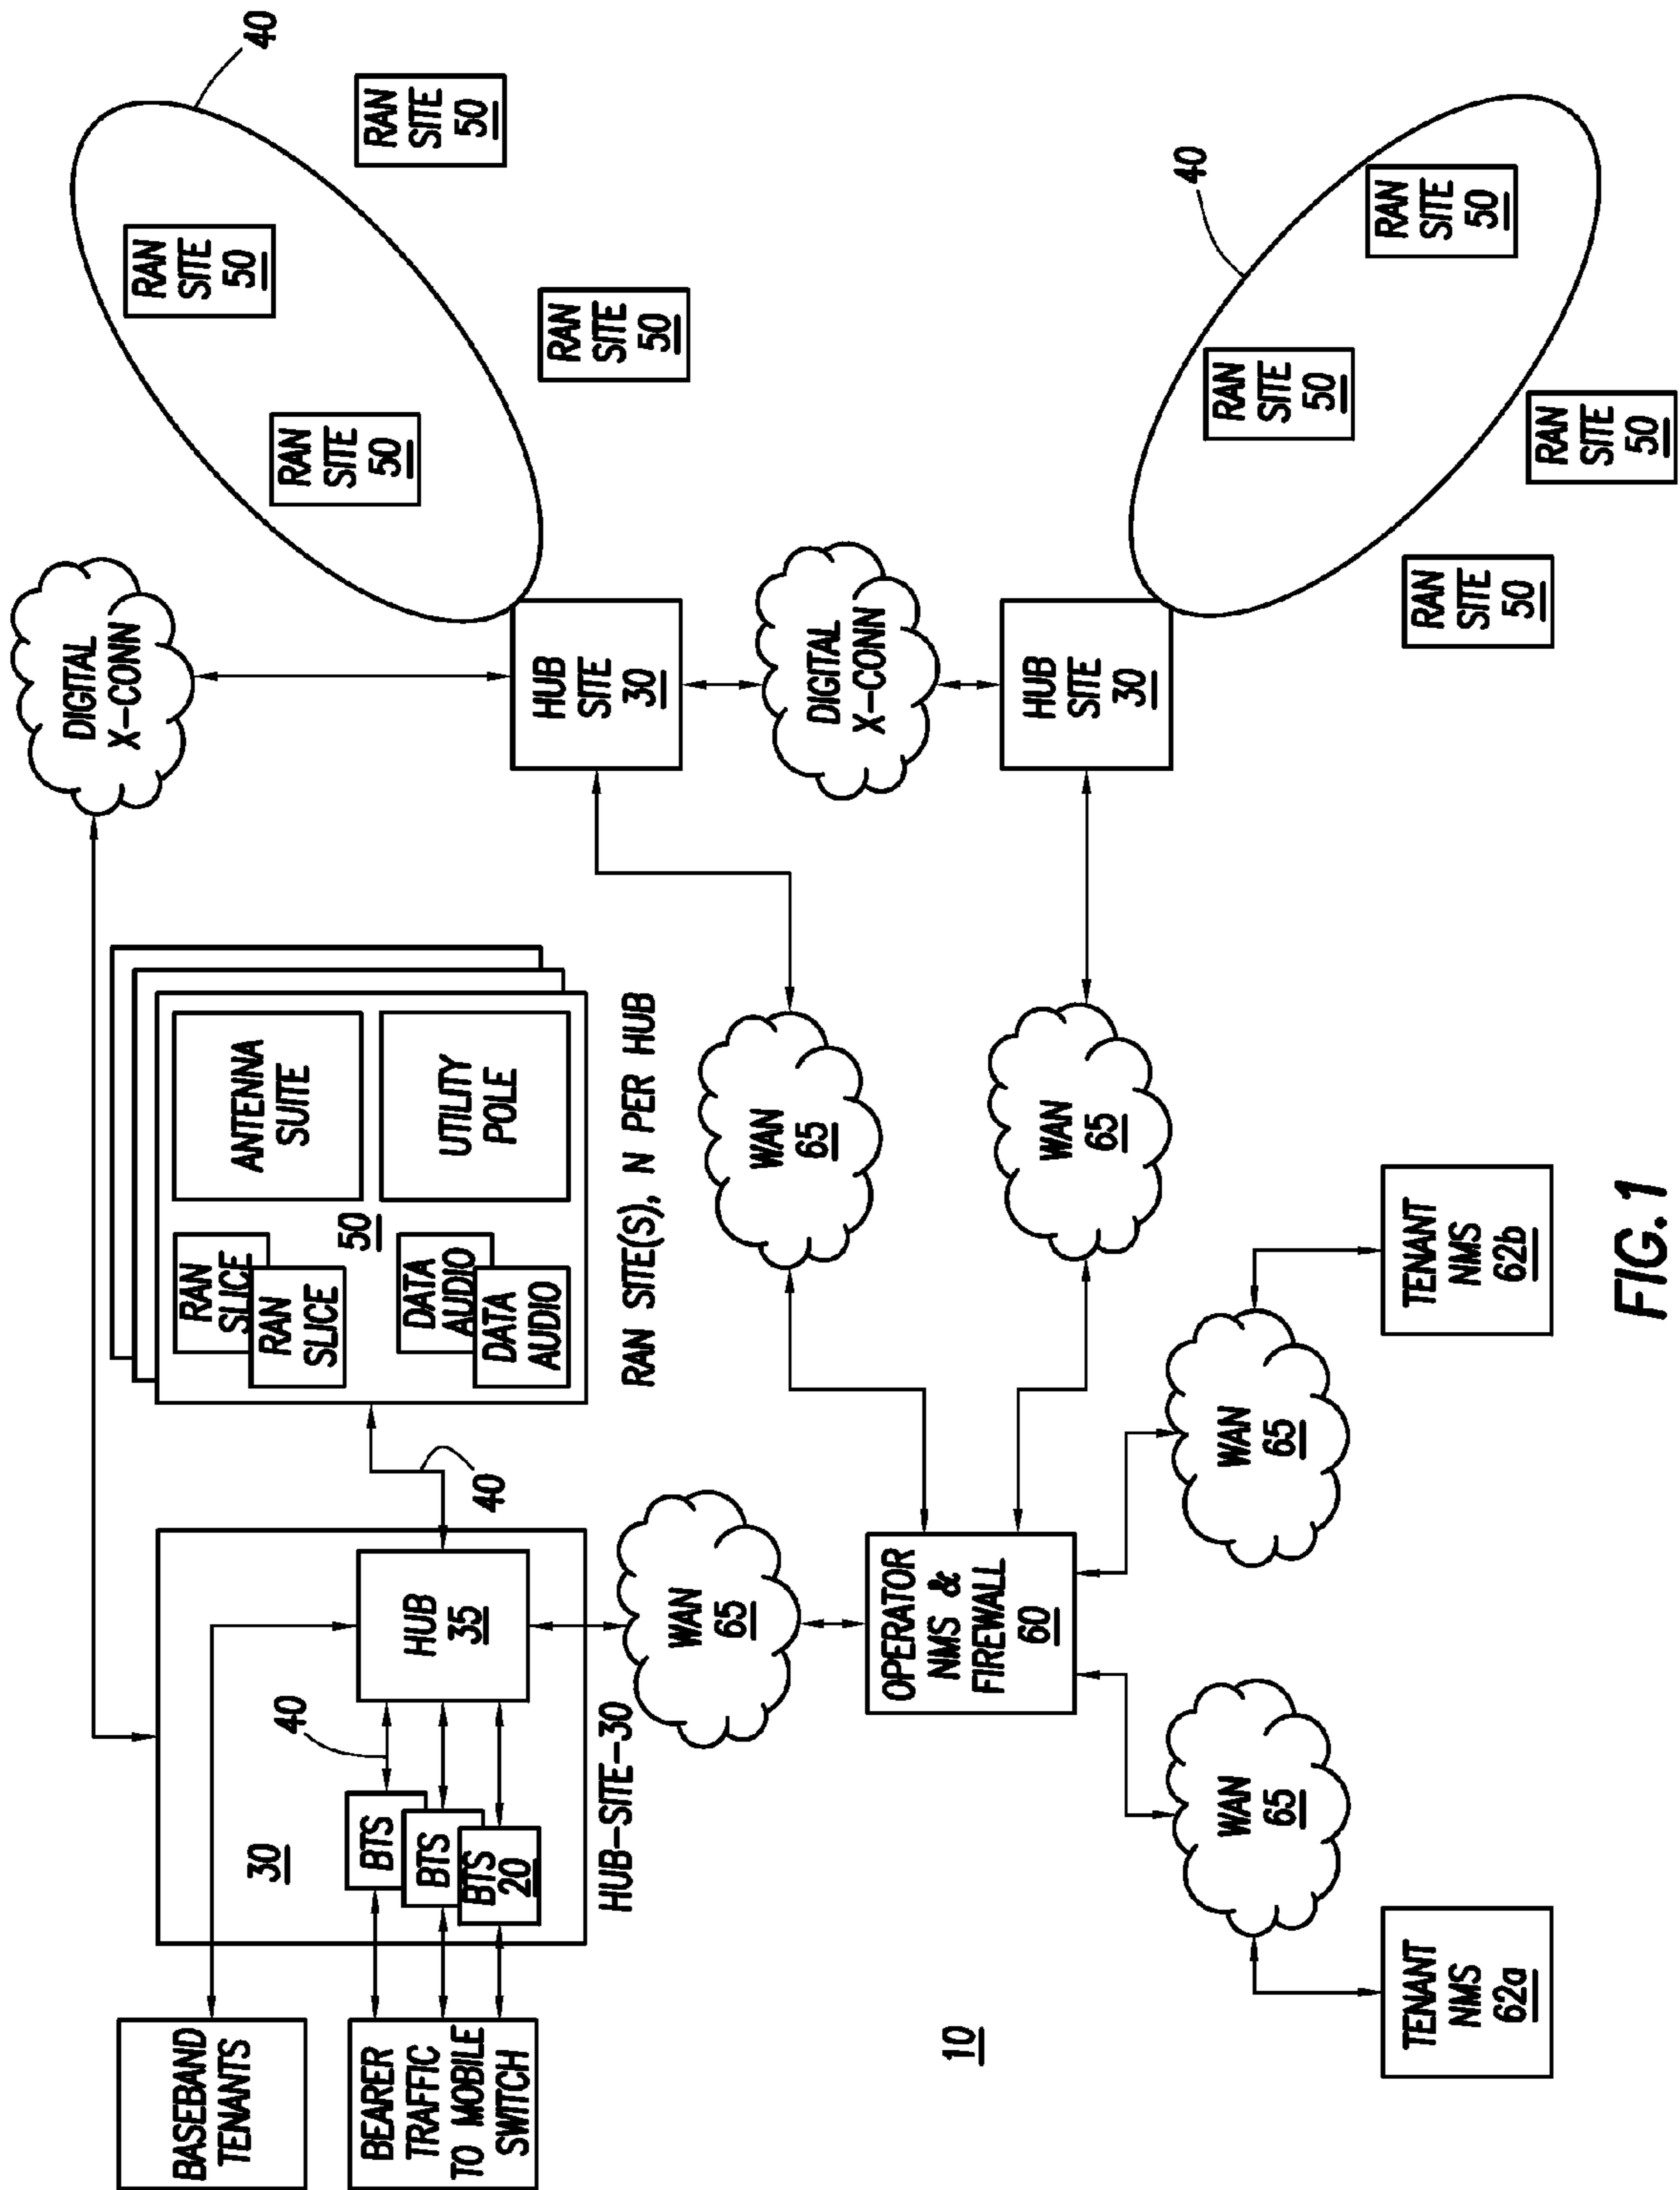 BASEBAND
TENANTS
BEARER
TRAFFIC
TO MOBILE
SWITCH
30
BTS
BTS
BTS
20
40
HUB
35
HUB-SITE-30
40
RAN
SLICE
RAN
SLICE
50
DATA
AUDIO
DATA
AUDIO
ANTENNA
SUITE
UTILITY
POLE
RAN SITE(S), N PER HUB
DIGITAL
X-CONN
40
RAN
SITE
50
RAN
SITE
50
RAN
SITE
50
RAN
SITE
50
HUB
SITE
30
DIGITAL
X-CONN
HUB
SITE
30
40
RAN
SITE
50
RAN
SITE
50
RAN
SITE
50
RAN
SITE
50
WAN
65
WAN
65
WAN
65
OPERATOR
NMS &
FIREWALL
60
WAN
65
WAN
65
TENANT
NMS
62a
TENANT
NMS
62b
10
FIG. 1